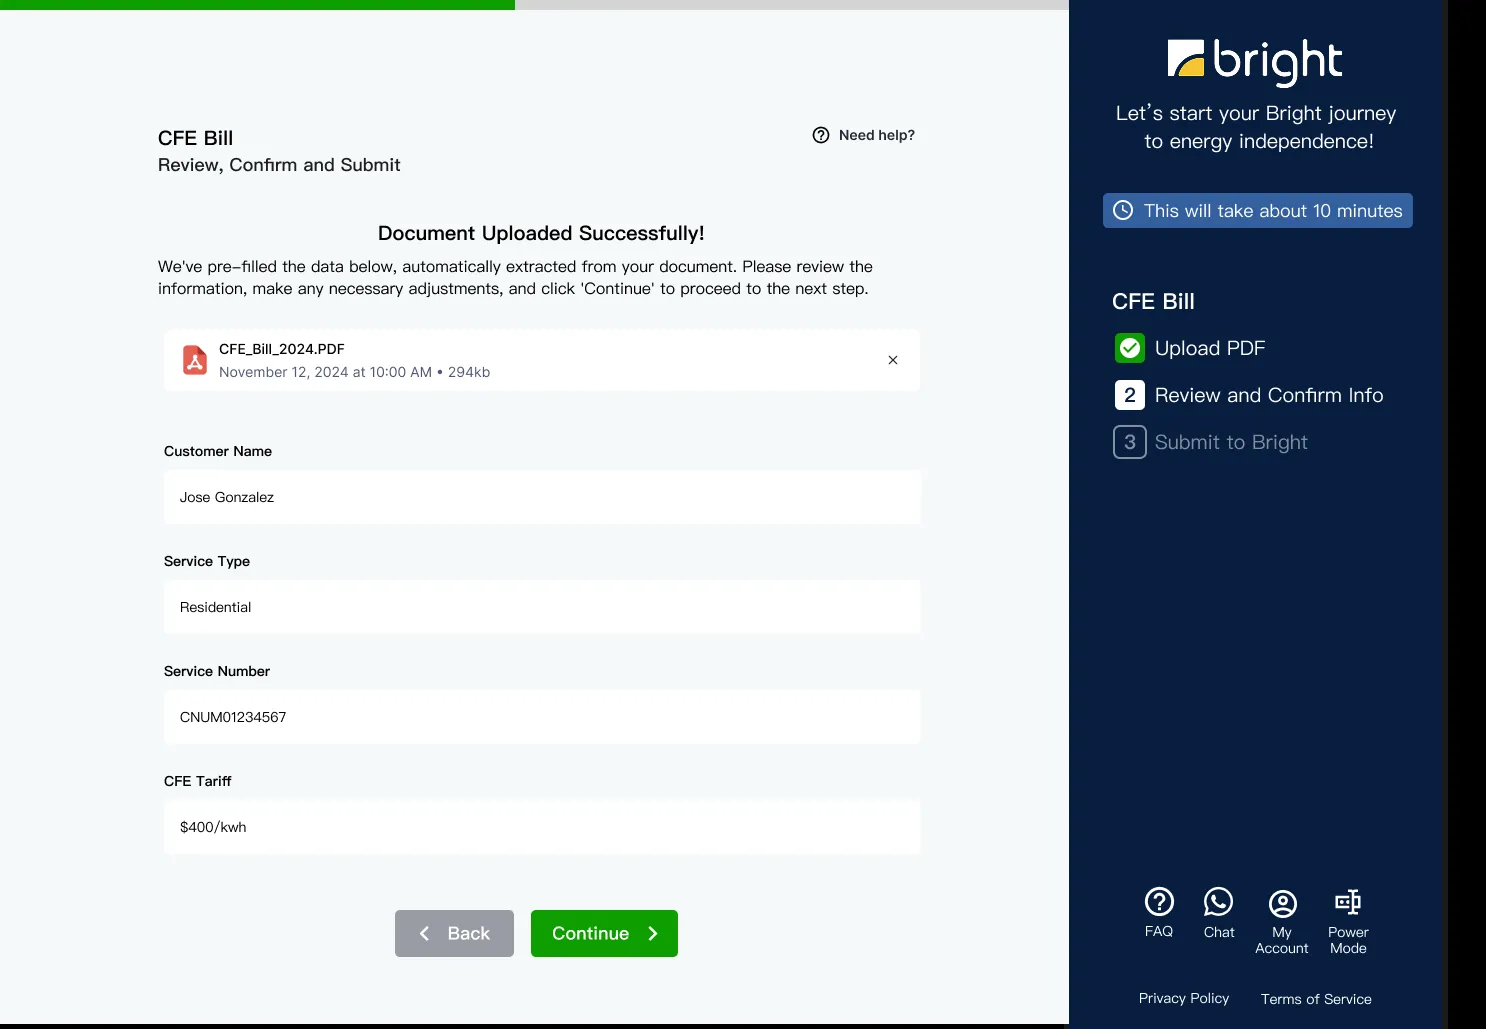 CFE Bill
Review, Confirm and Submit
Need help?
Document Uploaded Successfully!
We've pre-filled the data below, automatically extracted from your document. Please review the
information, make any necessary adjustments, and click 'Continue' to proceed to the next step.
CFE_Bill_2024.PDF
November 12, 2024 at 10:00 AM • 294kb
Customer Name
Jose Gonzalez
Service Type
Residential
Service Number
CNUM01234567
CFE Tariff
$400/kwh
Back
Continue
bright
Let's start your Bright journey
to energy independence!
This will take about 10 minutes
CFE Bill
Upload PDF
2 Review and Confirm Info
3 Submit to Bright
FAQ
Chat
My
Account
Power
Mode
Privacy Policy
Terms of Service